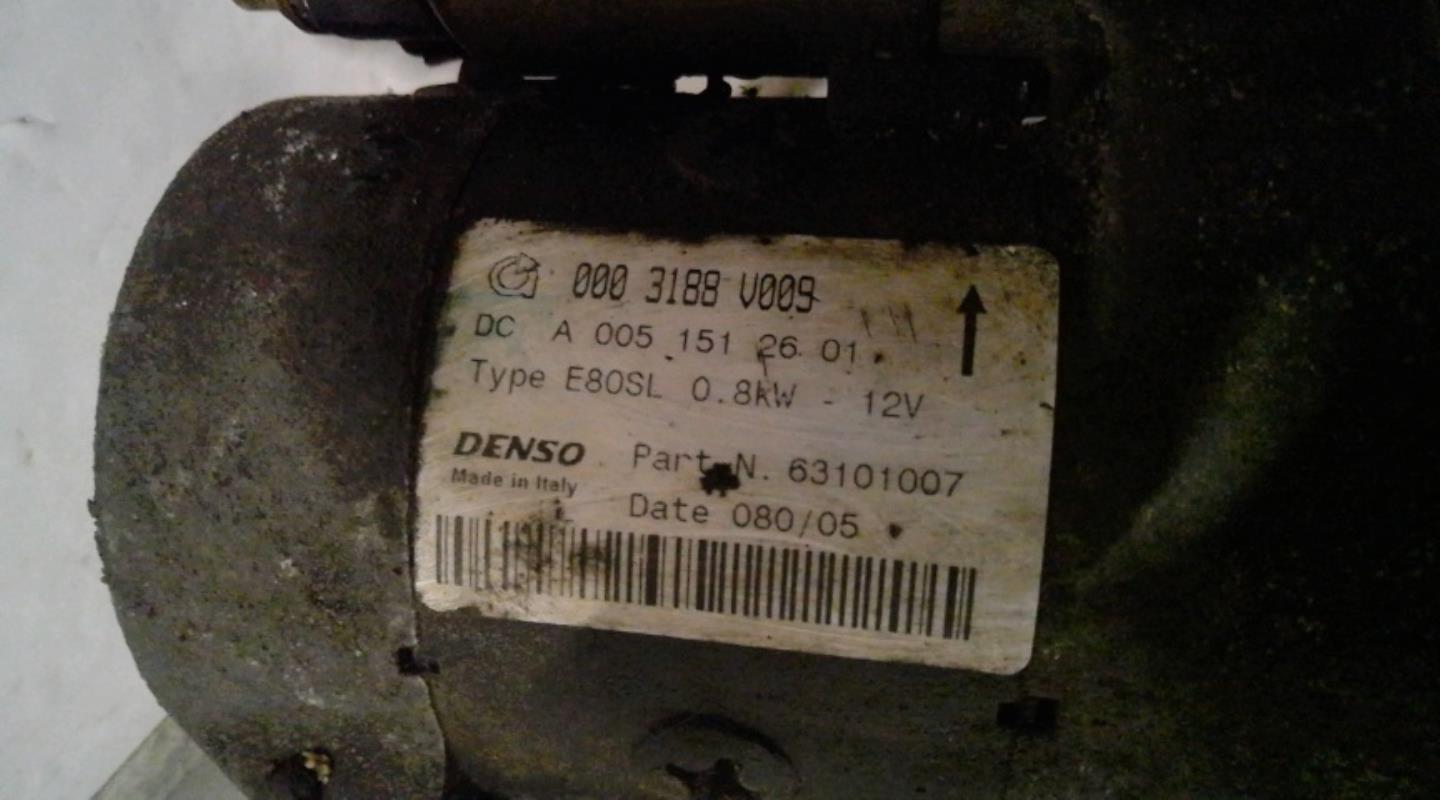 000 3188 V009
DC A 005 151 26 01
Type E80SL 0.8kW - 12V
DENSO Part N. 63101007
Made in Italy
Date 080/05